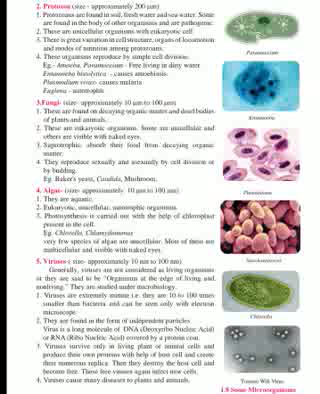 2. Protozoa (size - approximately 200 µm)
1. Protozoans are found in soil, fresh water and sea water. Some
are found in the body of other organisms and are pathogenic.
2. These are unicellular organisms with eukaryotic cell
3. There is great variation in cell structure, organs of locomotion
and modes of nutrition among protozoans.
4. These organisms reproduce by simple cell division.
Eg.- Amoeba, Paramoecium - Free living in dirty water
Entamoeba histolytica - causes amoebiasis.
Plasmodium vivax- causes malaria
Euglena - autotrophic
3.Fungi- (size- approximately 10 µm to 100 µm)
1. These are found on decaying organic matter and dead bodies
of plants and animals.
2. These are eukaryotic organisms. Some are unicellular and
others are visible with naked eyes.
3. Saprotrophic, absorb their food from decaying organic
matter.
4. They reproduce sexually and asexually by cell division or
by budding.
Eg. Baker's yeast, Candida, Mushroom.
4. Algae- (size- approximately 10 µm to 100 µm)
1. They are aquatic.
2. Eukaryotic, unicellular, autotrophic organisms.
3. Photosynthesis is carried out with the help of chloroplast
present in the cell.
Eg. Chlorella, Chlamydomonas
very few species of algae are unicellular. Most of them are
multicellular and visible with naked eyes.
5. Viruses ( size- approximately 10 nm to 100 nm)
Generally, viruses are not considered as living organisms
or they are said to be "Organisms at the edge of living and
nonliving." They are studied under microbiology.
1. Viruses are extremely minute i.e. they are 10 to 100 times
smaller than bacteria and can be seen only with electron
microscope.
2. They are found in the form of independent particles.
Virus is a long molecule of DNA (Deoxyribo Nucleic Acid)
or RNA (Ribo Nucleic Acid) covered by a protein coat.
3. Viruses survive only in living plant or animal cells and
produce their own proteins with help of host cell and create
their numerous replica. Then they destroy the host cell and
become free. These free viruses again infect new cells.
4. Viruses cause many diseases to plants and animals.
Paramecium
Entamoeba
Plasmodium
Saccharomyces
Chlorella
Tomato Wilt Virus
1.8 Some Microorganisms